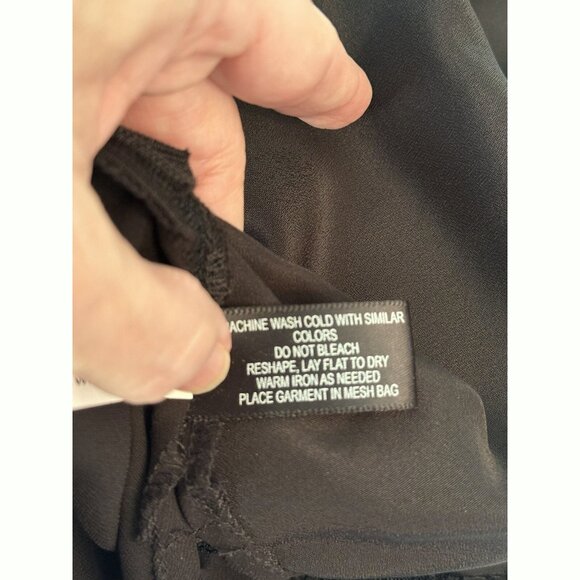 ACHINE WASH COLD WITH SIMILAR
COLORS
DO NOT BLEACH
RESHAPE, LAY FLAT TO DRY
WARM IRON AS NEEDED
PLACE GARMENT IN MESH BAG
W